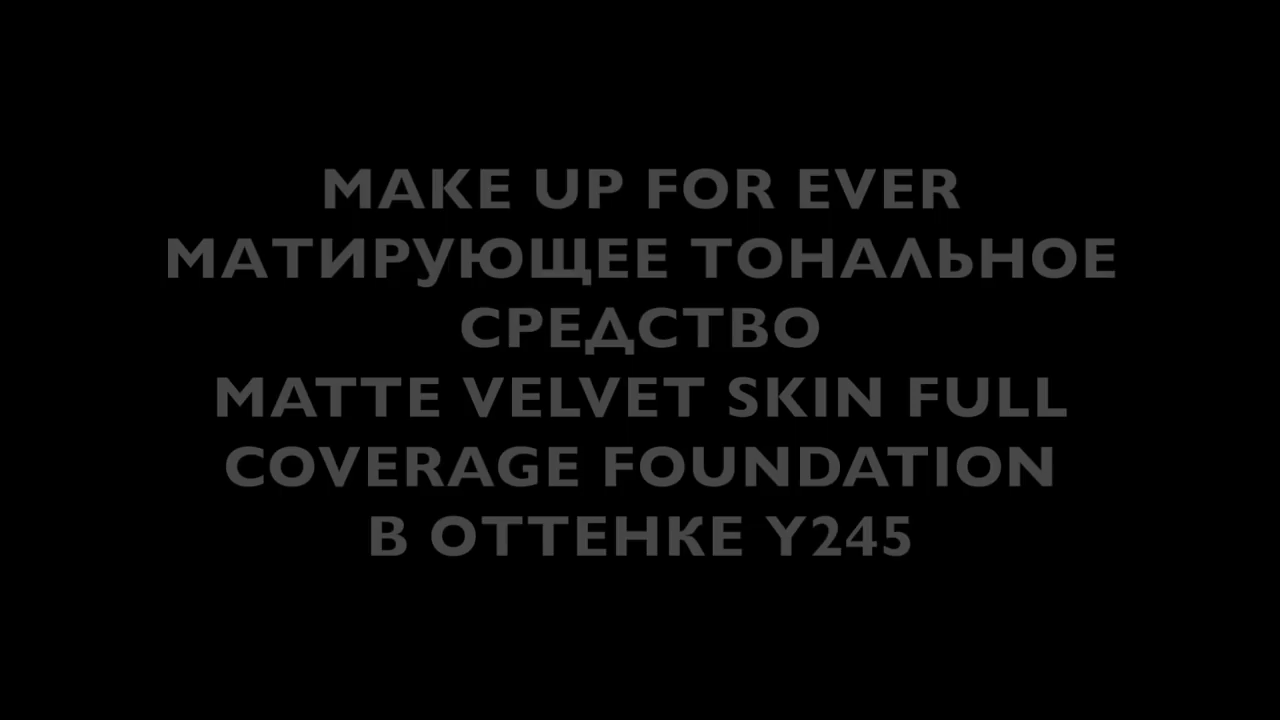 MAKE UP FOR EVER
МАТИРУЮЩЕЕ ТОНАЛЬНОЕ
СРЕДСТВО
MATTE VELVET SKIN FULL
COVERAGE FOUNDATION
В ОТТЕНКЕ Y245